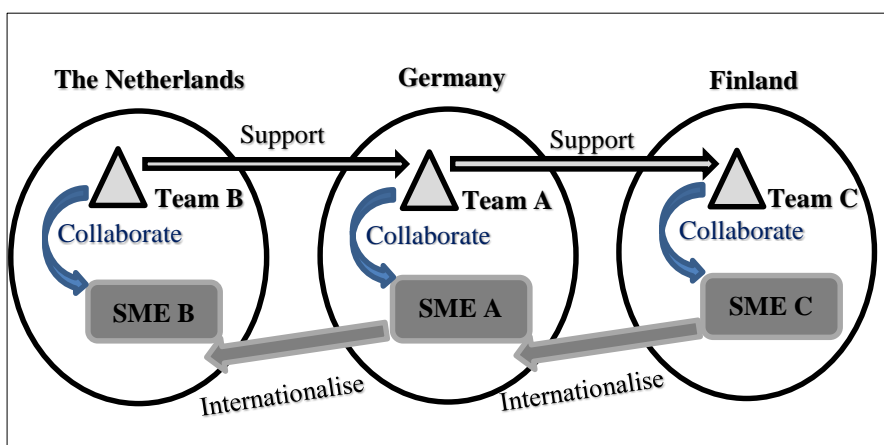 The Netherlands
Germany
Finland
Support
Support
Team B
Team A
Team C
Collaborate
Collaborate
Collaborate
SME B
SME A
SME C
Internationalise
Internationalise